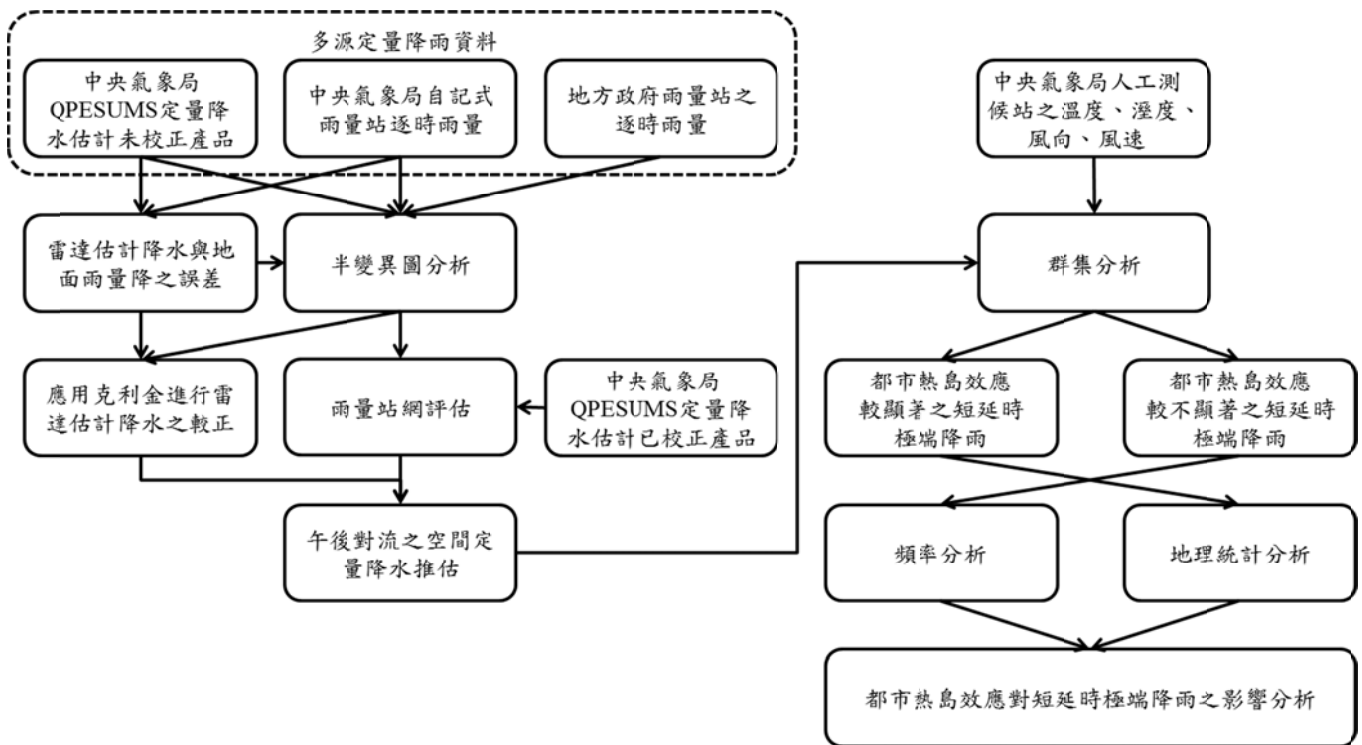 多源定量降雨資料
中央氣象局
QPESUMS定量降
水估計未校正產品
中央氣象局自記式
雨量站逐時雨量
地方政府雨量站之
逐時雨量
雷達估計降水與地
面雨量降之誤差
半變異圖分析
應用克利金進行雷
達估計降水之較正
雨量站網評估
中央氣象局
QPESUMS定量降
水估計已校正產品
午後對流之空間定
量降水推估
中央氣象局人工測
候站之溫度、溼度、
風向、風速
群集分析
都市熱島效應
較顯著之短延時
極端降雨
都市熱島效應
較不顯著之短延時
極端降雨
頻率分析
地理統計分析
都市熱島效應對短延時極端降雨之影響分析